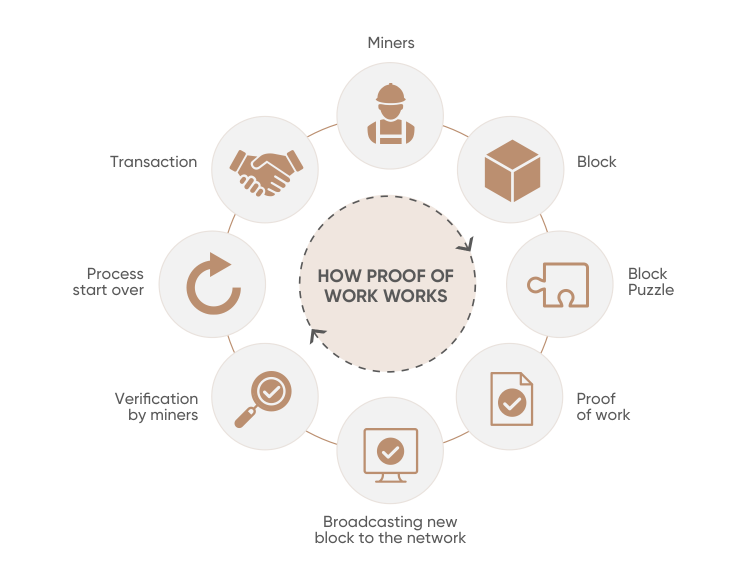 Miners
Transaction
Block
Process
start over
HOW PROOF OF
WORK WORKS
Block
Puzzle
Verification
by miners
Proof
of work
Broadcasting new
block to the network